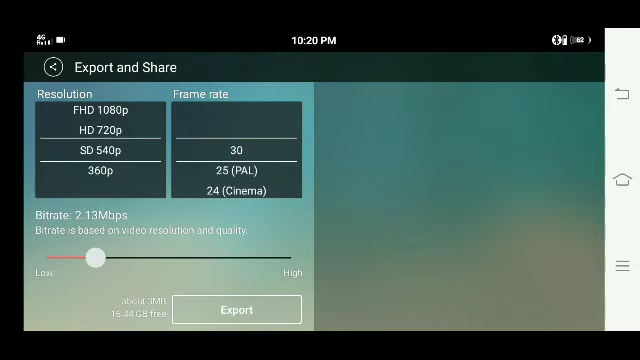 4G
10:20 PM
62
Export and Share
Resolution
Frame rate
FHD 1080p
HD 720p
SD 540p
360p
30
25 (PAL)
24 (Cinema)
Bitrate: 2.13Mbps
Bitrate is based on video resolution and quality.
Low
High
about 3MB
16.44 GB free
Export